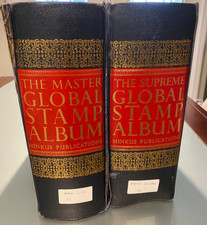 THE MASTER
GLOBAL
STAMP
ALBUM
MINKUS PUBLICATIONS
THE SUPREME
GLOBAL
STAMP
ALBUM
MINKUS PUBLICATIONS